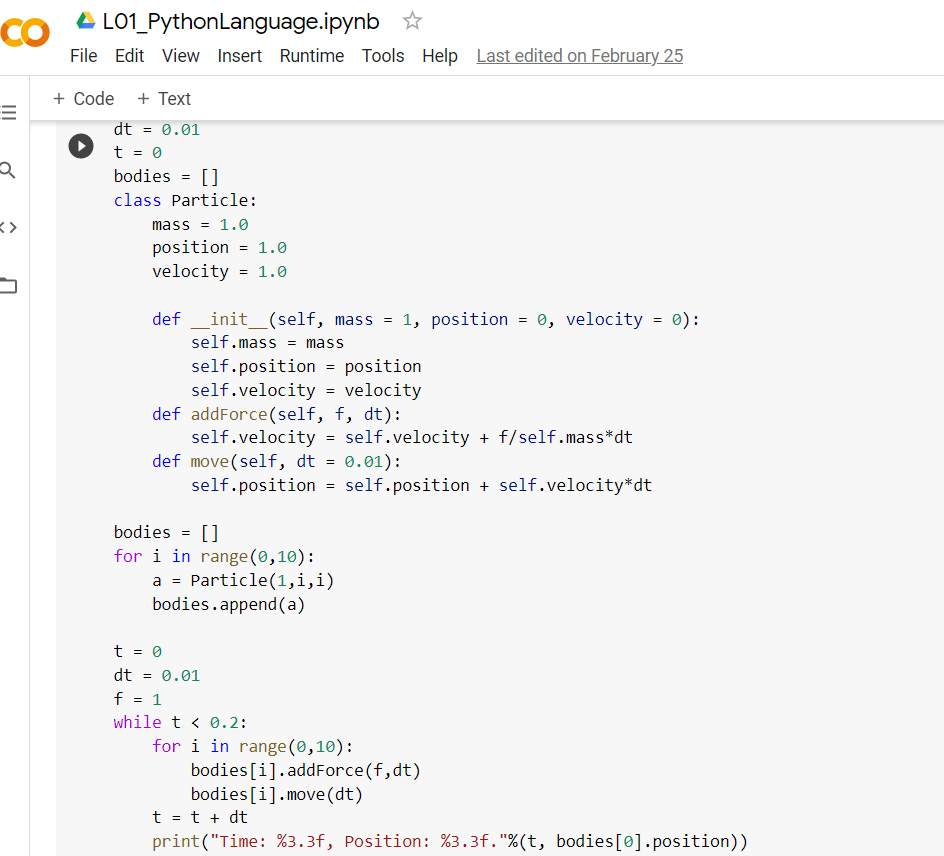 L01_PythonLanguage.ipynb
File Edit View Insert Runtime Tools Help Last edited on February 25
+ Code + Text
dt = 0.01
t = 0
bodies = []
class Particle:
    mass = 1.0
    position = 1.0
    velocity = 1.0

    def __init__(self, mass = 1, position = 0, velocity = 0):
        self.mass = mass
        self.position = position
        self.velocity = velocity
    def addForce(self, f, dt):
        self.velocity = self.velocity + f/self.mass*dt
    def move(self, dt = 0.01):
        self.position = self.position + self.velocity*dt

bodies = []
for i in range(0,10):
    a = Particle(1,i,i)
    bodies.append(a)

t = 0
dt = 0.01
f = 1
while t < 0.2:
    for i in range(0,10):
        bodies[i].addForce(f,dt)
        bodies[i].move(dt)
    t = t + dt
    print("Time: %3.3f, Position: %3.3f."%(t, bodies[0].position))